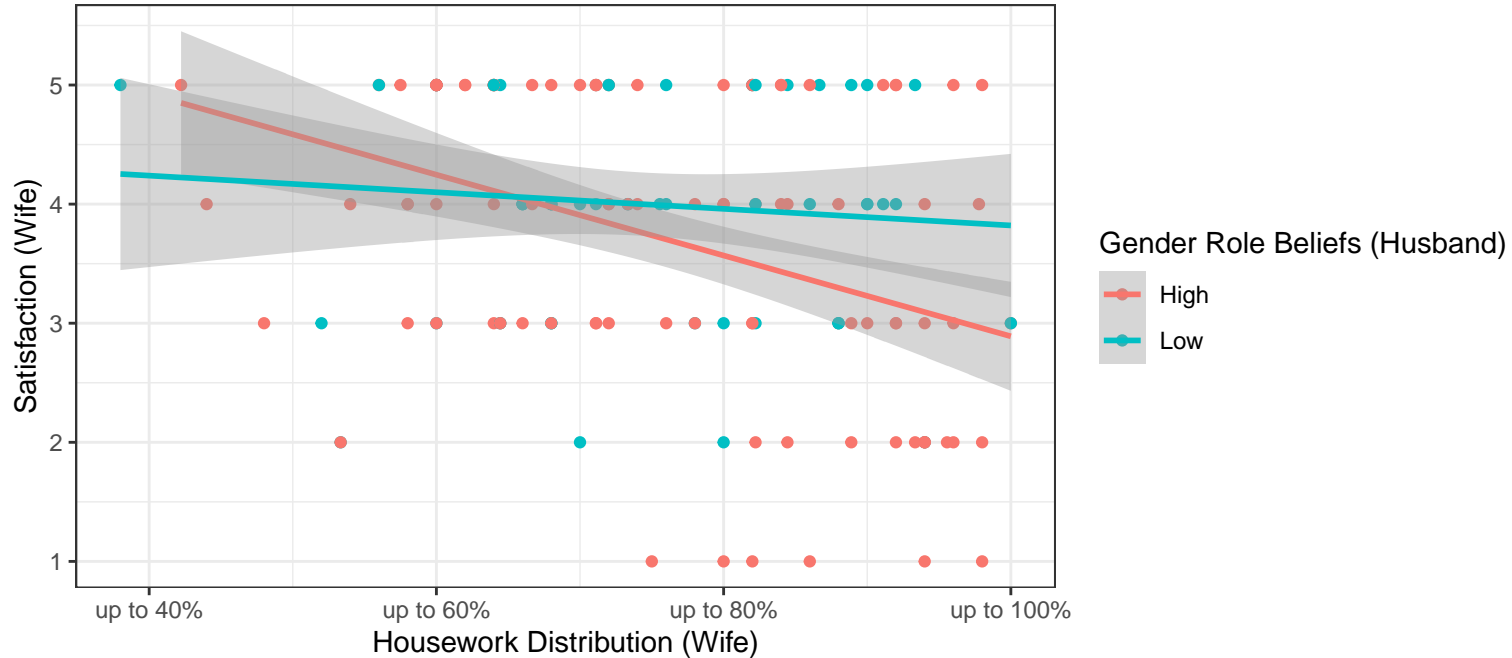 Satisfaction (Wife)
5
4
3
2
1
up to 40%
up to 60%
up to 80%
up to 100%
Housework Distribution (Wife)
Gender Role Beliefs (Husband)
High
Low